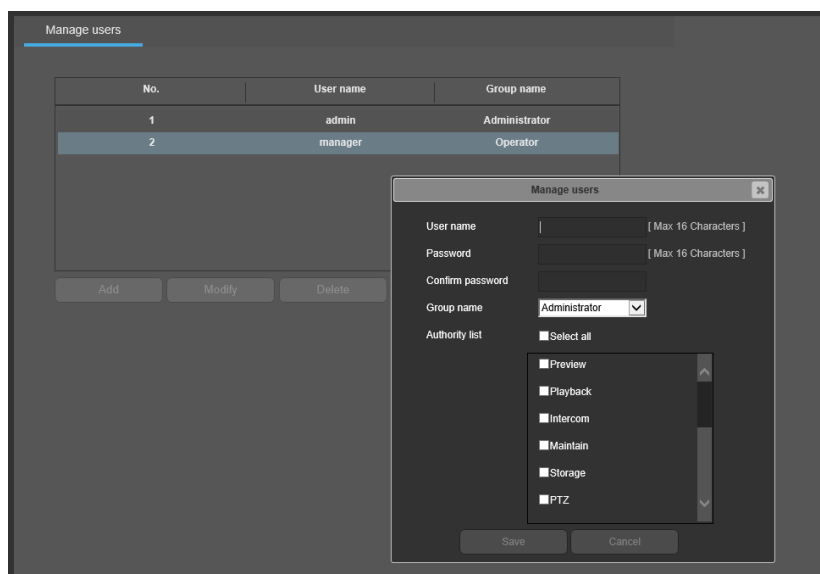 Manage users
No. User name Group name
1 admin Administrator
2 manager Operator
Add Modify Delete
Manage users
User name [ Max 16 Characters ]
Password [ Max 16 Characters ]
Confirm password
Group name Administrator
Authority list Select all
Preview
Playback
Intercom
Maintain
Storage
PTZ
Save Cancel